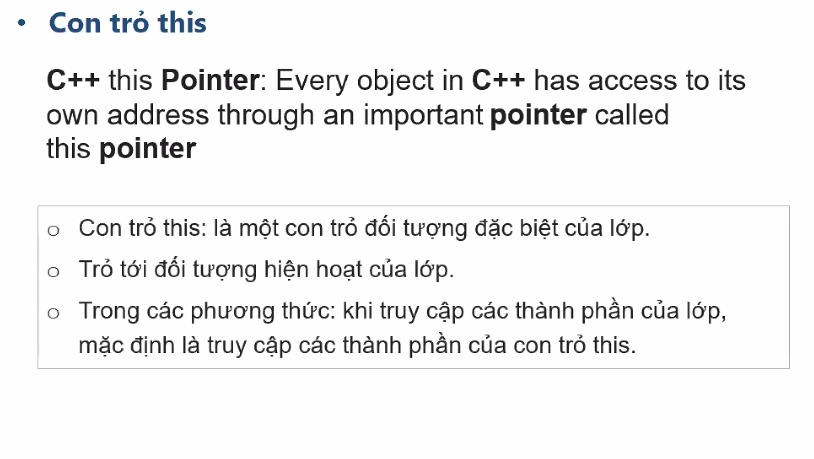 • Con trỏ this
C++ this Pointer: Every object in C++ has access to its
own address through an important pointer called
this pointer
o Con trỏ this: là một con trỏ đối tượng đặc biệt của lớp.
o Trỏ tới đối tượng hiện hoạt của lớp.
o Trong các phương thức: khi truy cập các thành phần của lớp,
mặc định là truy cập các thành phần của con trỏ this.